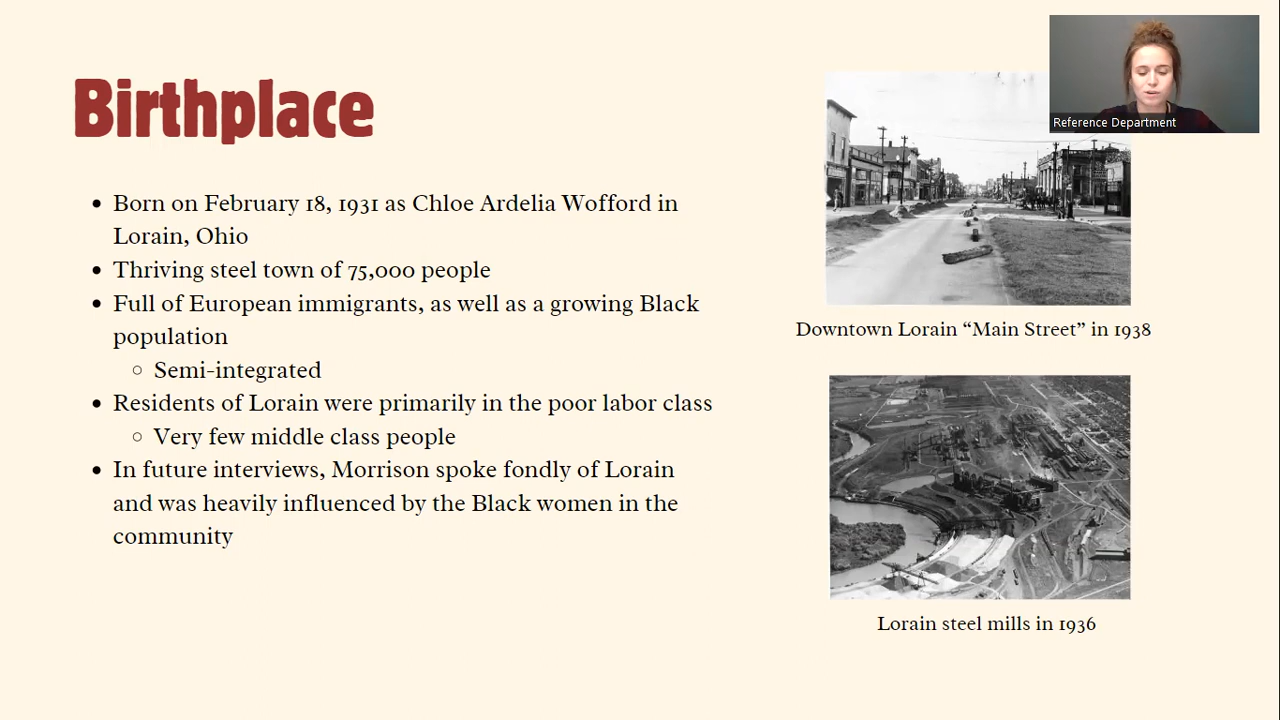 Birthplace
Born on February 18, 1931 as Chloe Ardelia Wofford in
Lorain, Ohio
Thriving steel town of 75,000 people
Full of European immigrants, as well as a growing Black
population
Semi-integrated
Residents of Lorain were primarily in the poor labor class
Very few middle class people
In future interviews, Morrison spoke fondly of Lorain
and was heavily influenced by the Black women in the
community
Reference Department
Downtown Lorain “Main Street” in 1938
Lorain steel mills in 1936